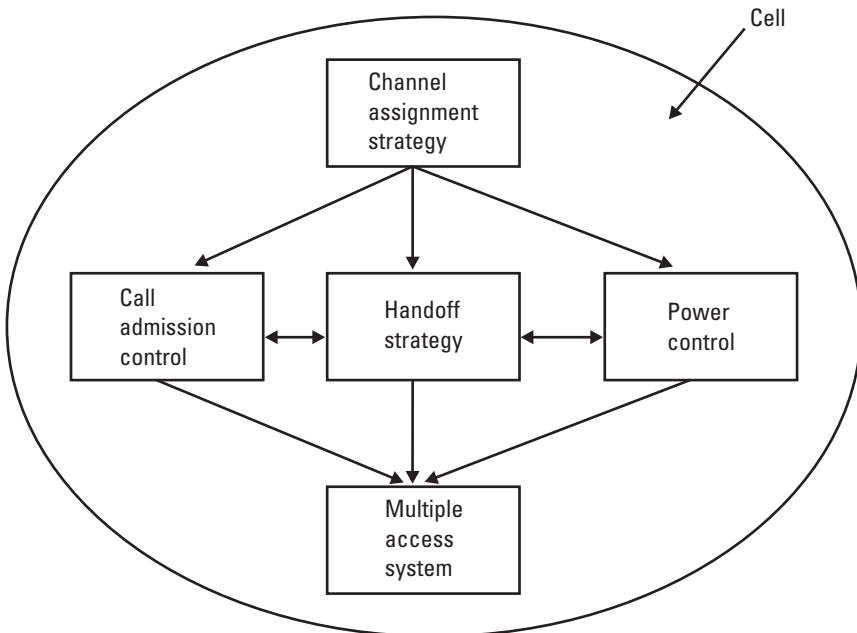 Cell
Channel
assignment
strategy
Call
admission
control
Handoff
strategy
Power
control
Multiple
access
system